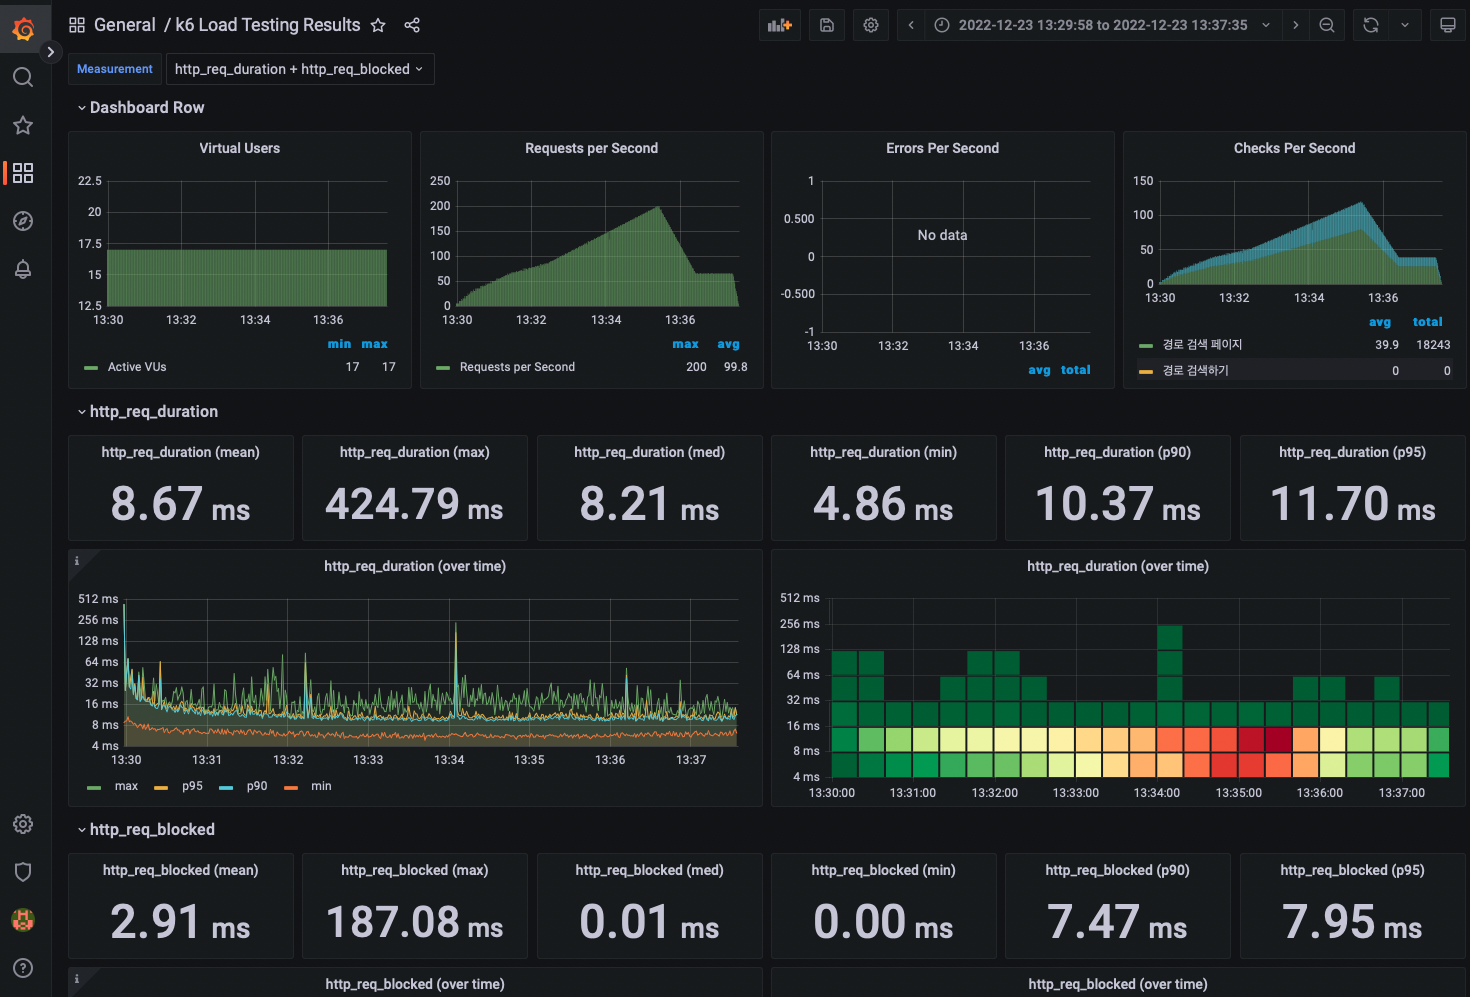 General / k6 Load Testing Results
2022-12-23 13:29:58 to 2022-12-23 13:37:35
Measurement
http_req_duration + http_req_blocked
Dashboard Row
Virtual Users
22.5
20
17.5
15
12.5
13:30 13:32 13:34 13:36
min max
Active VUs 17 17
Requests per Second
250
200
150
100
50
0
13:30 13:32 13:34 13:36
max avg
Requests per Second 200 99.8
Errors Per Second
1
0.500
0
-0.500
-1
No data
13:30 13:32 13:34 13:36
avg total
Checks Per Second
150
100
50
0
13:30 13:32 13:34 13:36
avg total
경로 검색 페이지 39.9 18243
경로 검색하기 0 0
http_req_duration
http_req_duration (mean)
8.67 ms
http_req_duration (max)
424.79 ms
http_req_duration (med)
8.21 ms
http_req_duration (min)
4.86 ms
http_req_duration (p90)
10.37 ms
http_req_duration (p95)
11.70 ms
i
http_req_duration (over time)
512 ms
256 ms
128 ms
64 ms
32 ms
16 ms
8 ms
4 ms
13:30 13:31 13:32 13:33 13:34 13:35 13:36 13:37
max p95 p90 min
http_req_duration (over time)
512 ms
256 ms
128 ms
64 ms
32 ms
16 ms
8 ms
4 ms
13:30:00 13:31:00 13:32:00 13:33:00 13:34:00 13:35:00 13:36:00 13:37:00
http_req_blocked
http_req_blocked (mean)
2.91 ms
http_req_blocked (max)
187.08 ms
http_req_blocked (med)
0.01 ms
http_req_blocked (min)
0.00 ms
http_req_blocked (p90)
7.47 ms
http_req_blocked (p95)
7.95 ms
i
http_req_blocked (over time)
http_req_blocked (over time)